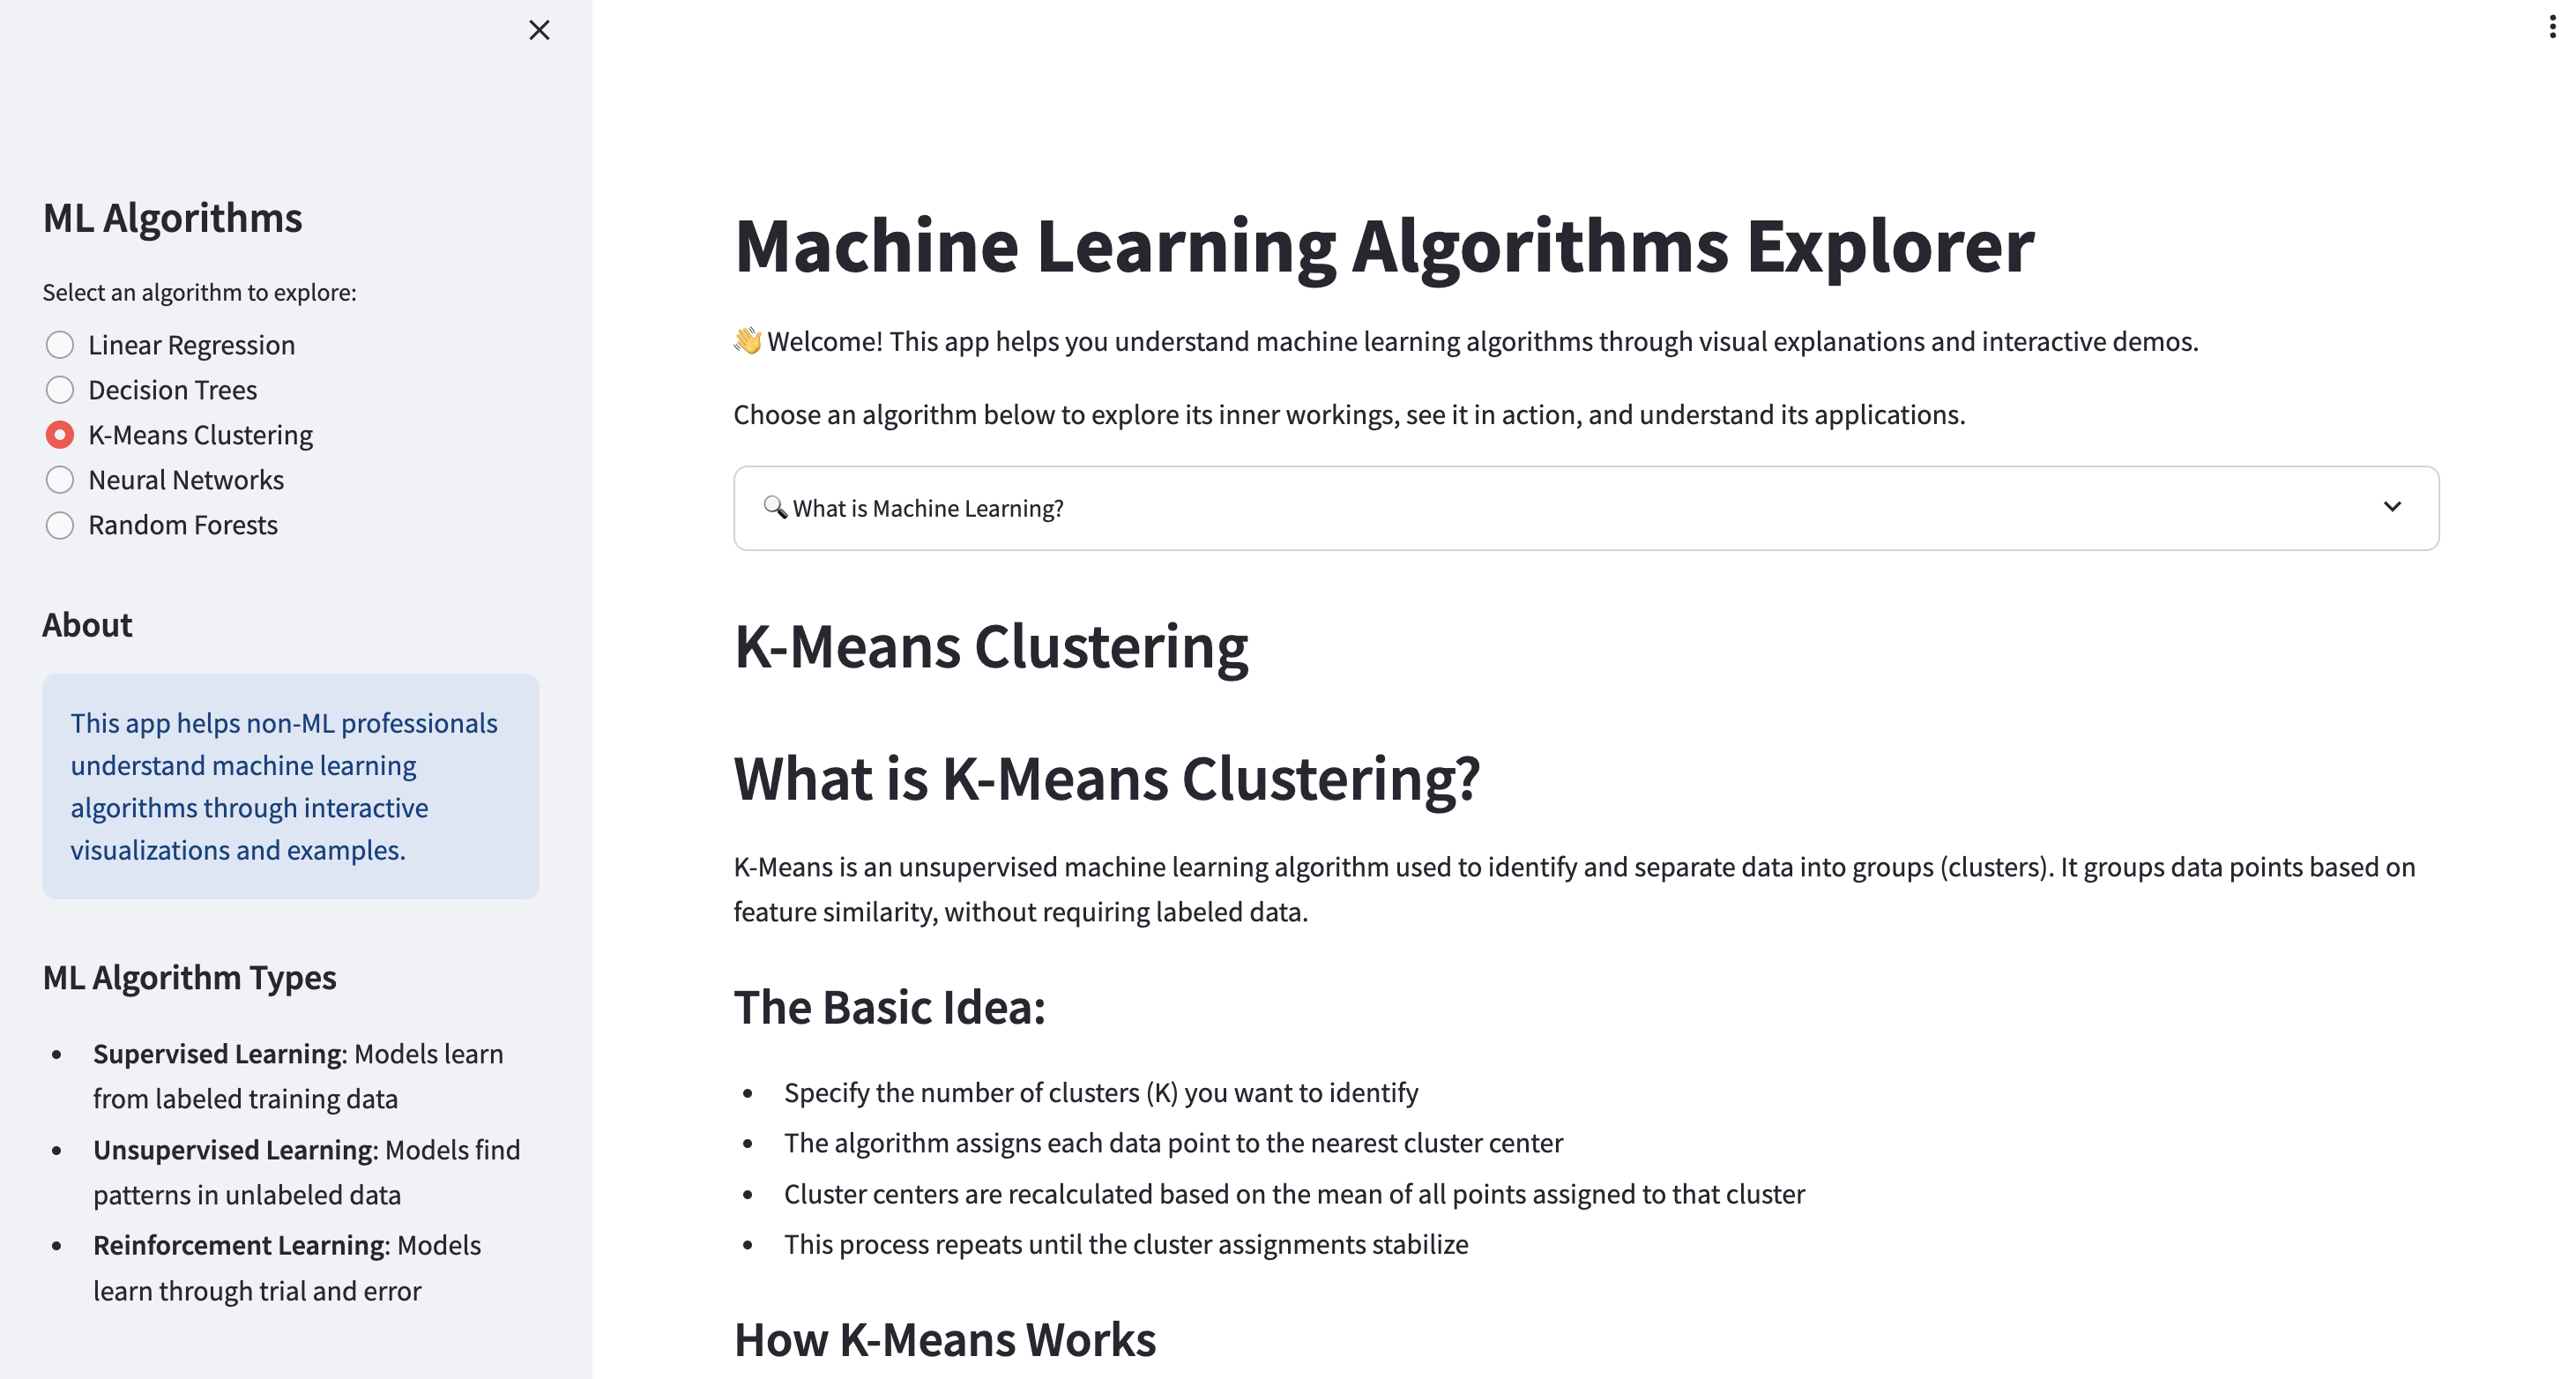 ML Algorithms
Select an algorithm to explore:
Linear Regression
Decision Trees
K-Means Clustering
Neural Networks
Random Forests
About
This app helps non-ML professionals
understand machine learning
algorithms through interactive
visualizations and examples.
ML Algorithm Types
• Supervised Learning: Models learn
from labeled training data
• Unsupervised Learning: Models find
patterns in unlabeled data
• Reinforcement Learning: Models
learn through trial and error
Machine Learning Algorithms Explorer
👋 Welcome! This app helps you understand machine learning algorithms through visual explanations and interactive demos.
Choose an algorithm below to explore its inner workings, see it in action, and understand its applications.
🔍 What is Machine Learning?
K-Means Clustering
What is K-Means Clustering?
K-Means is an unsupervised machine learning algorithm used to identify and separate data into groups (clusters). It groups data points based on
feature similarity, without requiring labeled data.
The Basic Idea:
• Specify the number of clusters (K) you want to identify
• The algorithm assigns each data point to the nearest cluster center
• Cluster centers are recalculated based on the mean of all points assigned to that cluster
• This process repeats until the cluster assignments stabilize
How K-Means Works